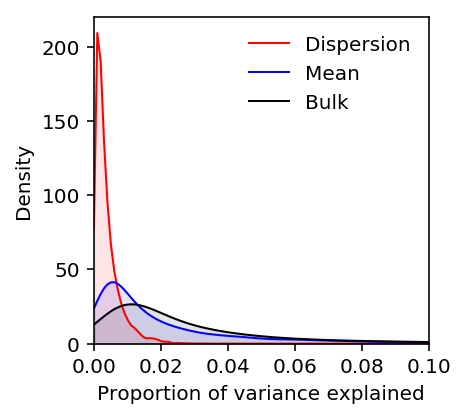 Density
200
150
100
50
0
Dispersion
Mean
Bulk
0.00 0.02 0.04 0.06 0.08 0.10
Proportion of variance explained